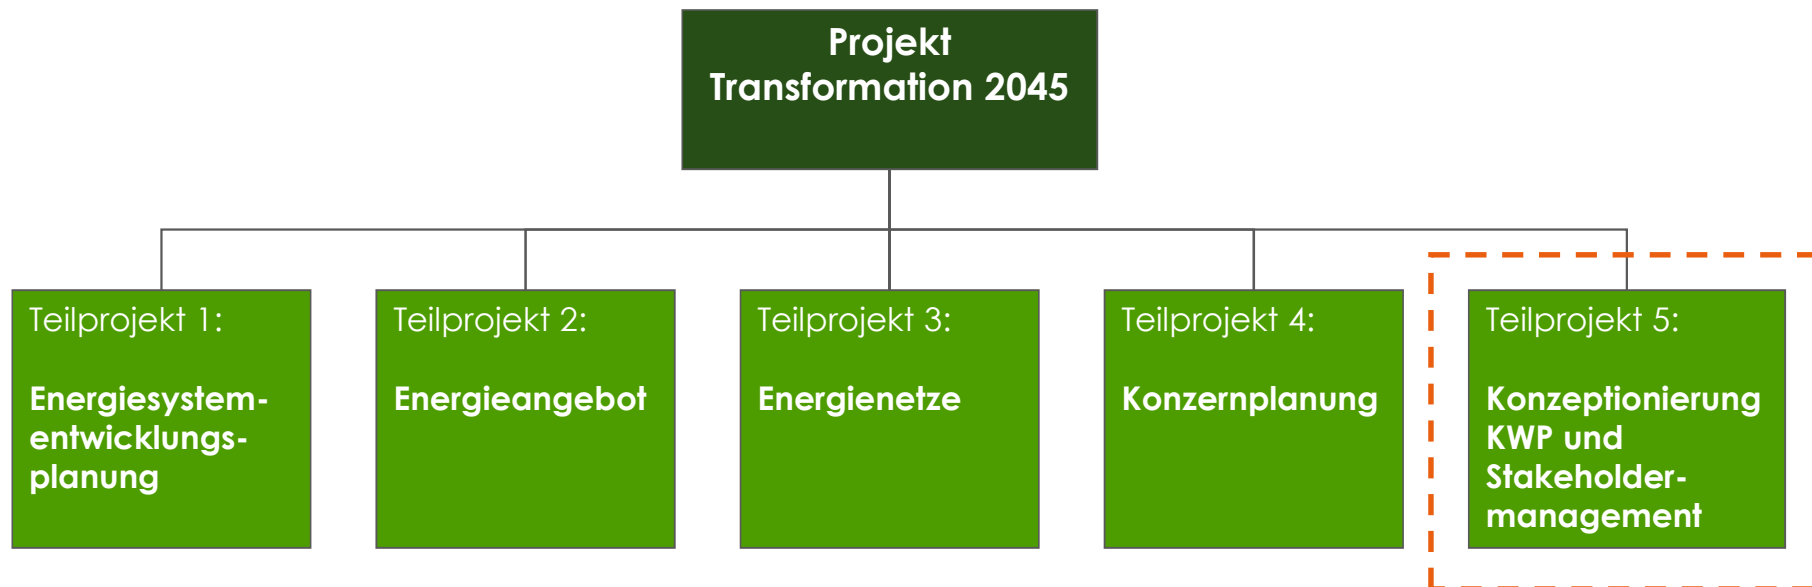 Projekt
Transformation 2045
Teilprojekt 1:
Energiesystem-
entwicklungs-
planung
Teilprojekt 2:
Energieangebot
Teilprojekt 3:
Energienetze
Teilprojekt 4:
Konzernplanung
Teilprojekt 5:
Konzeptionierung
KWP und
Stakeholder-
management